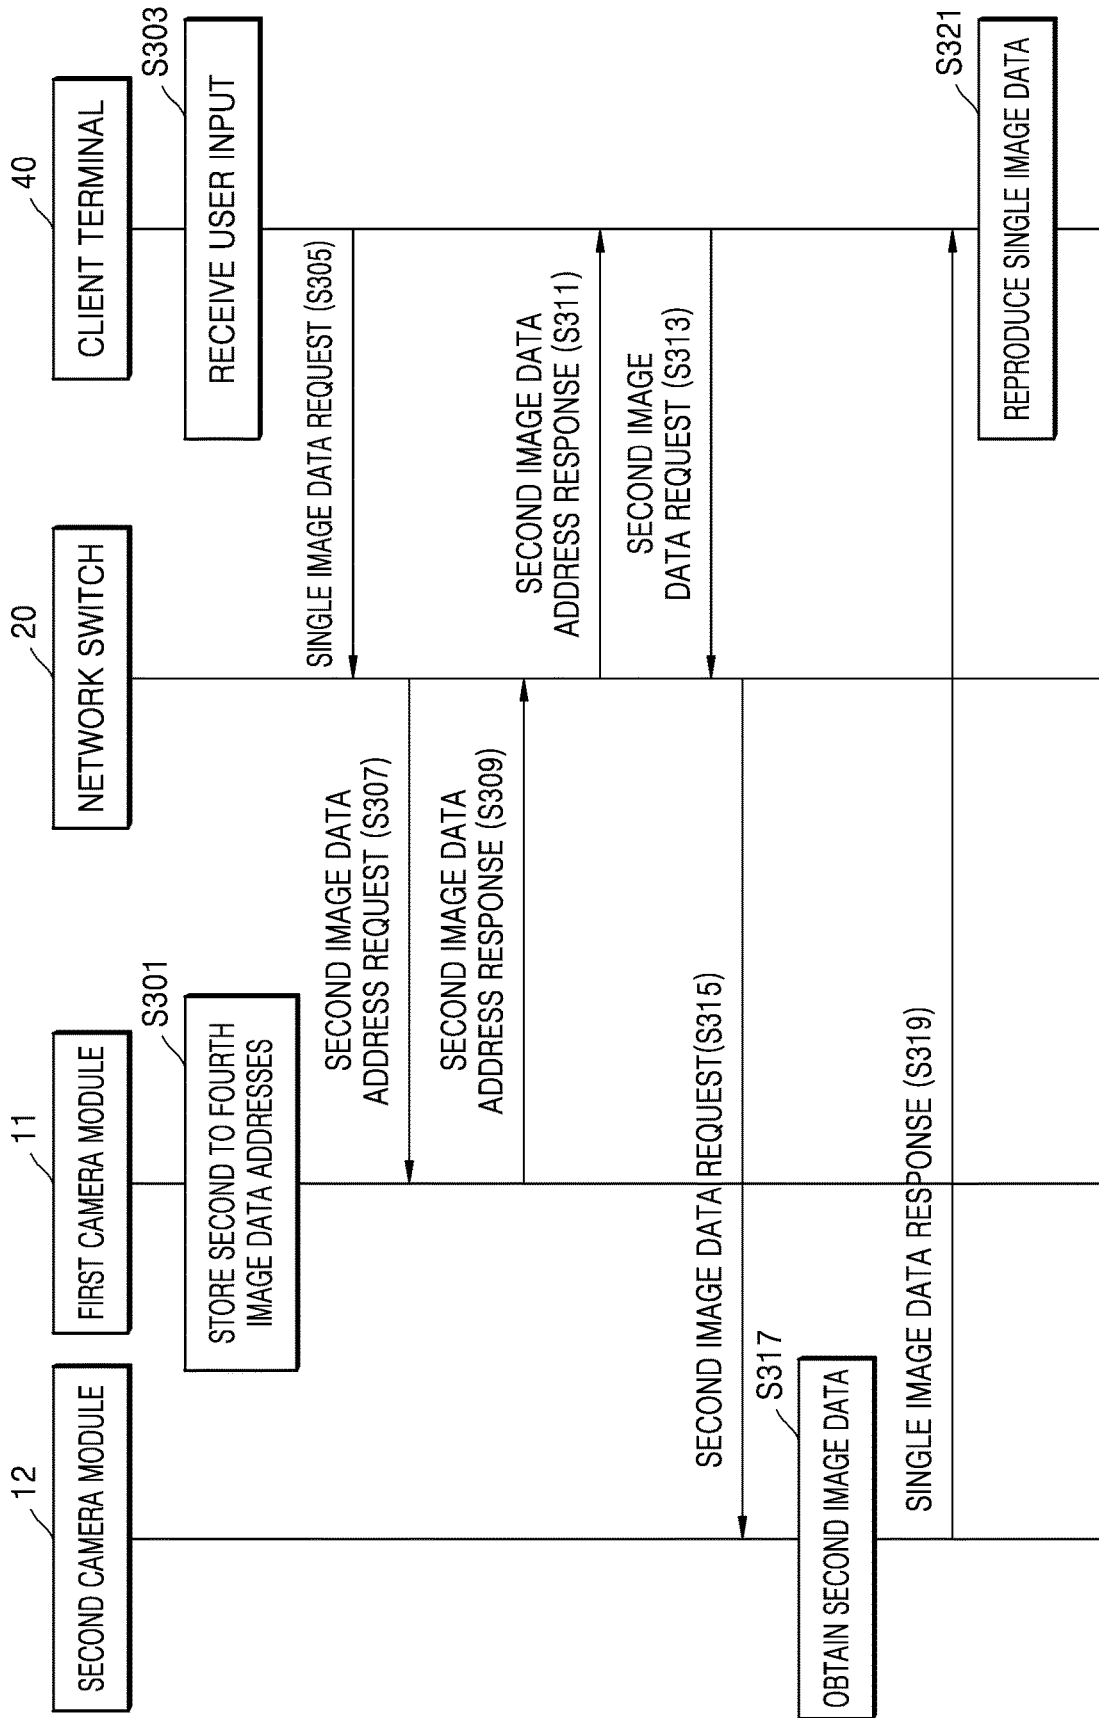 12
SECOND CAMERA MODULE
11
FIRST CAMERA MODULE
20
NETWORK SWITCH
40
CLIENT TERMINAL
S301
STORE SECOND TO FOURTH
IMAGE DATA ADDRESSES
S303
RECEIVE USER INPUT
SINGLE IMAGE DATA REQUEST (S305)
SECOND IMAGE DATA
ADDRESS REQUEST (S307)
SECOND IMAGE DATA
ADDRESS RESPONSE (S309)
SECOND IMAGE DATA
ADDRESS RESPONSE (S311)
SECOND IMAGE
DATA REQUEST (S313)
SECOND IMAGE DATA REQUEST(S315)
S317
OBTAIN SECOND IMAGE DATA
SINGLE IMAGE DATA RESPONSE (S319)
S321
REPRODUCE SINGLE IMAGE DATA